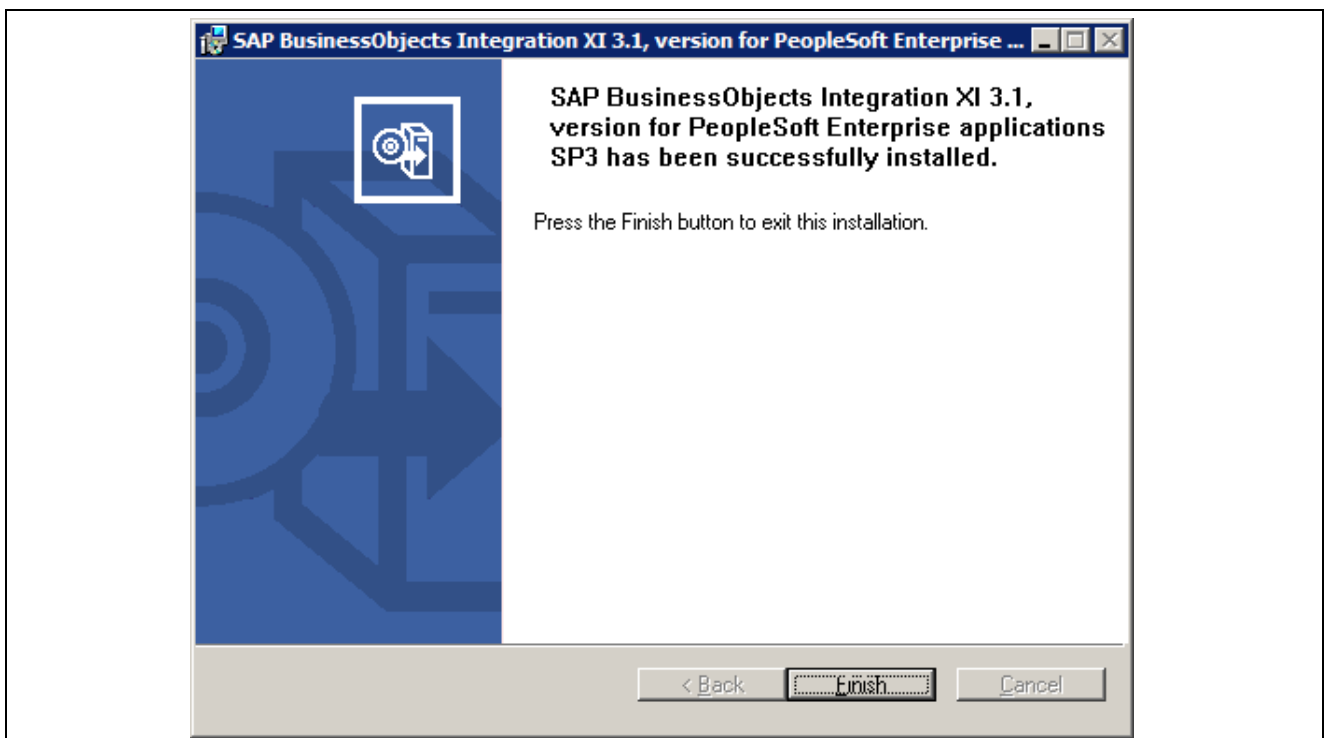 SAP BusinessObjects Integration XI 3.1, version for PeopleSoft Enterprise ...
SAP BusinessObjects Integration XI 3.1,
version for PeopleSoft Enterprise applications
SP3 has been successfully installed.
Press the Finish button to exit this installation.
< Back
Finish
Cancel